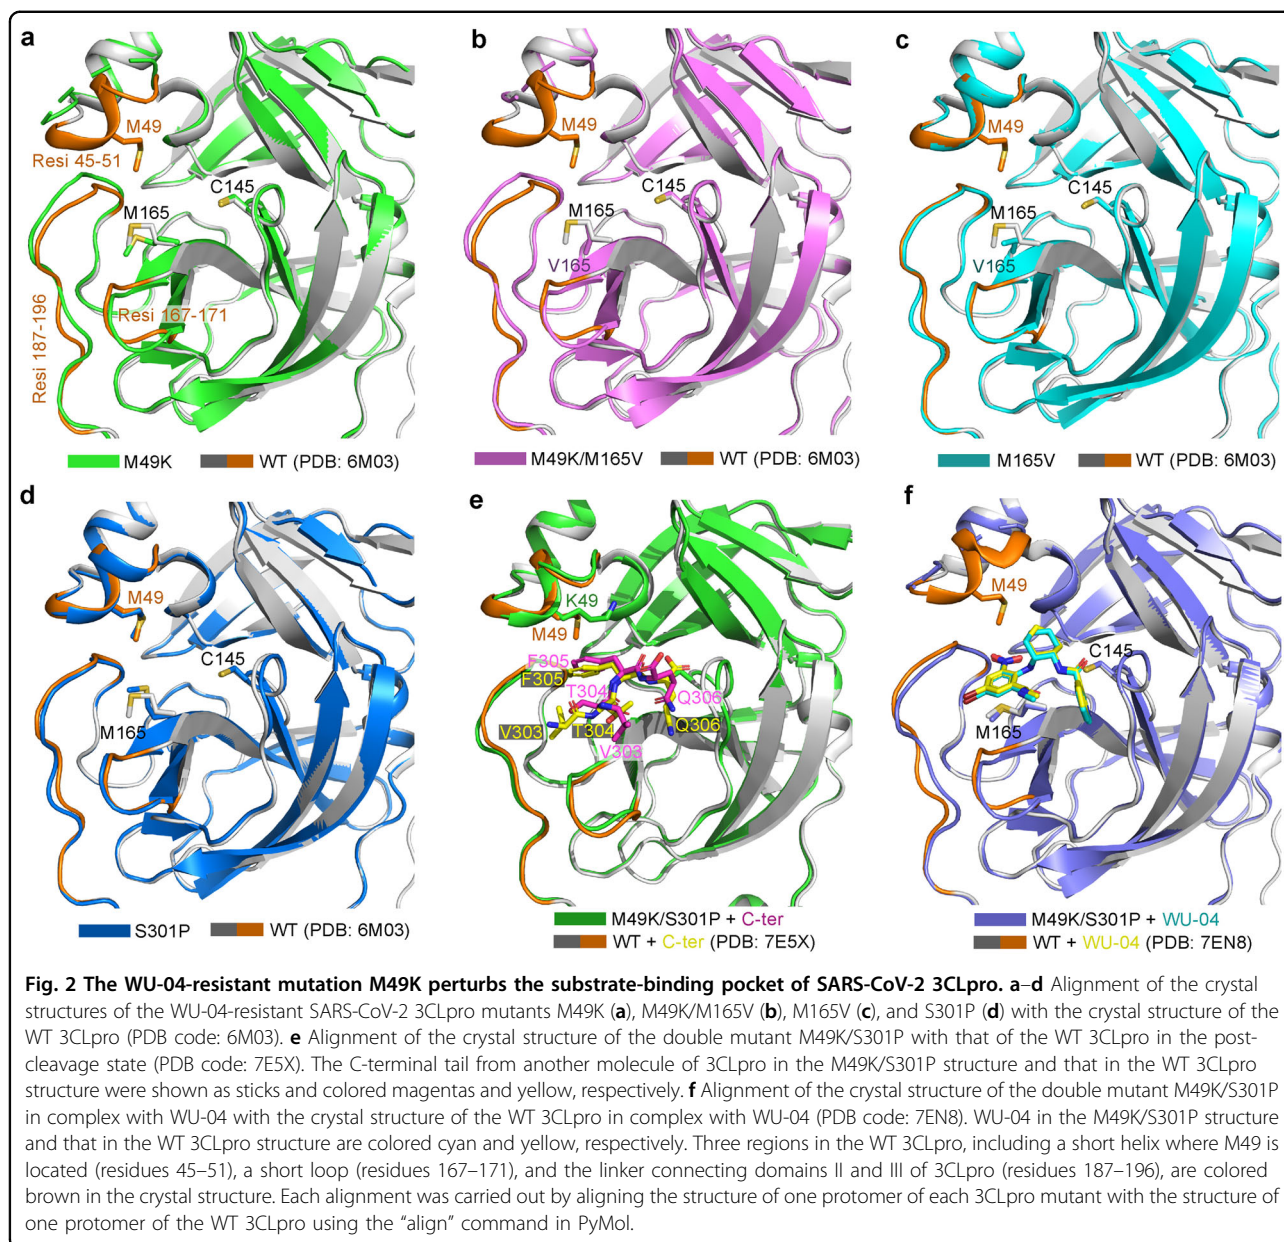 a
M49
Resi 45-51
C145
M165
Resi 167-171
Resi 187-196
M49K
WT (PDB: 6M03)
b
M49
C145
M165
V165
M49K/M165V
WT (PDB: 6M03)
c
M49
C145
M165
V165
M165V
WT (PDB: 6M03)
d
M49
C145
M165
S301P
WT (PDB: 6M03)
e
K49
M49
F305
F305
T304
Q306
V303
T304
Q306
V303
M49K/S301P + C-ter
WT + C-ter (PDB: 7E5X)
f
M49
C145
M165
M49K/S301P + WU-04
WT + WU-04 (PDB: 7EN8)
Fig. 2 The WU-04-resistant mutation M49K perturbs the substrate-binding pocket of SARS-CoV-2 3CLpro. a–d Alignment of the crystal
structures of the WU-04-resistant SARS-CoV-2 3CLpro mutants M49K (a), M49K/M165V (b), M165V (c), and S301P (d) with the crystal structure of the
WT 3CLpro (PDB code: 6M03). e Alignment of the crystal structure of the double mutant M49K/S301P with that of the WT 3CLpro in the post-
cleavage state (PDB code: 7E5X). The C-terminal tail from another molecule of 3CLpro in the M49K/S301P structure and that in the WT 3CLpro
structure were shown as sticks and colored magentas and yellow, respectively. f Alignment of the crystal structure of the double mutant M49K/S301P
in complex with WU-04 with the crystal structure of the WT 3CLpro in complex with WU-04 (PDB code: 7EN8). WU-04 in the M49K/S301P structure
and that in the WT 3CLpro structure are colored cyan and yellow, respectively. Three regions in the WT 3CLpro, including a short helix where M49 is
located (residues 45–51), a short loop (residues 167–171), and the linker connecting domains II and III of 3CLpro (residues 187–196), are colored
brown in the crystal structure. Each alignment was carried out by aligning the structure of one protomer of each 3CLpro mutant with the structure of
one protomer of the WT 3CLpro using the “align” command in PyMol.